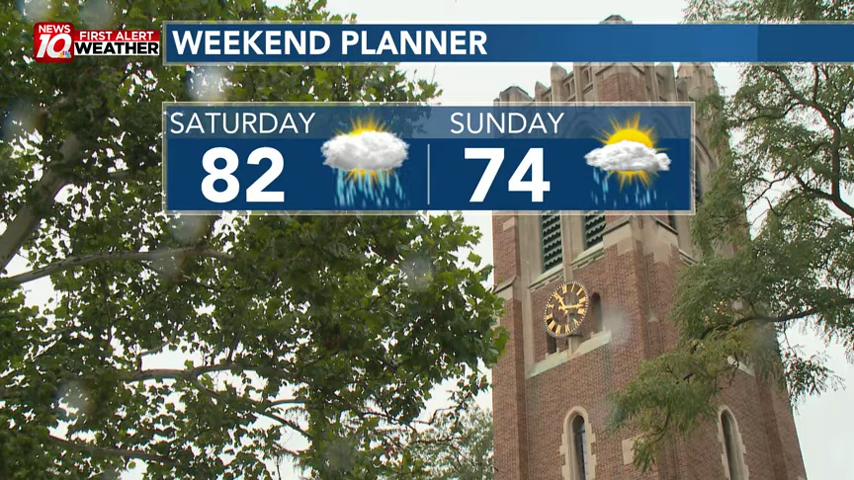 NEWS
10
FIRST ALERT
WEATHER
WEEKEND PLANNER
SATURDAY
82
SUNDAY
74